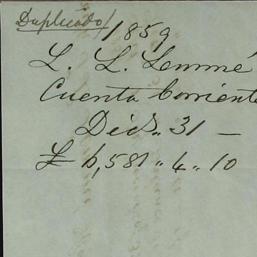 Duplicado/
1859
L. L. Lemmé
Cuenta Corriente
Dic. 31 —
£ 6,581 " 4 " 10